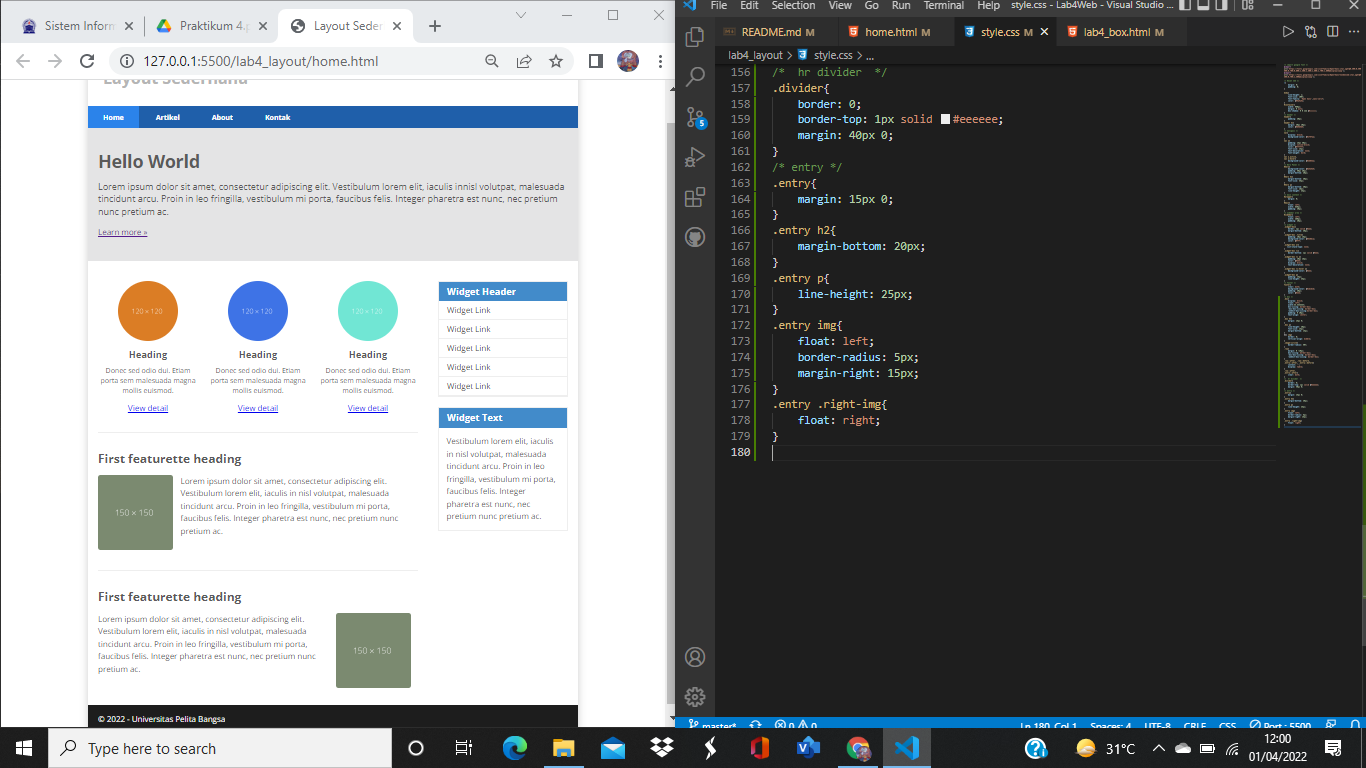 Sistem Inform
Praktikum 4.p
Layout Seder
127.0.0.1:5500/lab4_layout/home.html
Layout Sederhana
Home Artikel About Kontak
Hello World
Lorem ipsum dolor sit amet, consectetur adipiscing elit. Vestibulum lorem elit, iaculis innisl volutpat, malesuada
tincidunt arcu. Proin in leo fringilla, vestibulum mi porta, faucibus felis. Integer pharetra est nunc, nec pretium
nunc pretium ac.
Learn more »
120 × 120
Heading
Donec sed odio dui. Etiam
porta sem malesuada magna
mollis euismod.
View detail
120 × 120
Heading
Donec sed odio dui. Etiam
porta sem malesuada magna
mollis euismod.
View detail
120 × 120
Heading
Donec sed odio dui. Etiam
porta sem malesuada magna
mollis euismod.
View detail
First featurette heading
150 × 150
Lorem ipsum dolor sit amet, consectetur adipiscing elit.
Vestibulum lorem elit, iaculis in nisl volutpat, malesuada
tincidunt arcu. Proin in leo fringilla, vestibulum mi porta,
faucibus felis. Integer pharetra est nunc, nec pretium nunc
pretium ac.
First featurette heading
Lorem ipsum dolor sit amet, consectetur adipiscing elit.
Vestibulum lorem elit, iaculis in nisl volutpat, malesuada
tincidunt arcu. Proin in leo fringilla, vestibulum mi porta,
faucibus felis. Integer pharetra est nunc, nec pretium nunc
pretium ac.
150 × 150
Widget Header
Widget Link
Widget Link
Widget Link
Widget Link
Widget Link
Widget Text
Vestibulum lorem elit, iaculis
in nisl volutpat, malesuada
tincidunt arcu. Proin in leo
fringilla, vestibulum mi porta,
faucibus felis. Integer
pharetra est nunc, nec
pretium nunc pretium ac.
© 2022 - Universitas Pelita Bangsa
File Edit Selection View Go Run Terminal Help style.css - Lab4Web - Visual Studio ...
README.md M
home.html M
style.css M
lab4_box.html M
lab4_layout > style.css > ...
5
156 /*  hr divider  */
157 .divider{
158     border: 0;
159     border-top: 1px solid #eeeeee;
160     margin: 40px 0;
161 }
162 /* entry */
163 .entry{
164     margin: 15px 0;
165 }
166 .entry h2{
167     margin-bottom: 20px;
168 }
169 .entry p{
170     line-height: 25px;
171 }
172 .entry img{
173     float: left;
174     border-radius: 5px;
175     margin-right: 15px;
176 }
177 .entry .right-img{
178     float: right;
179 }
180
master* 0 0 Ln 180, Col 1 Spaces: 4 UTF-8 CRLF CSS Port : 5500
Type here to search
31°C
12:00
01/04/2022